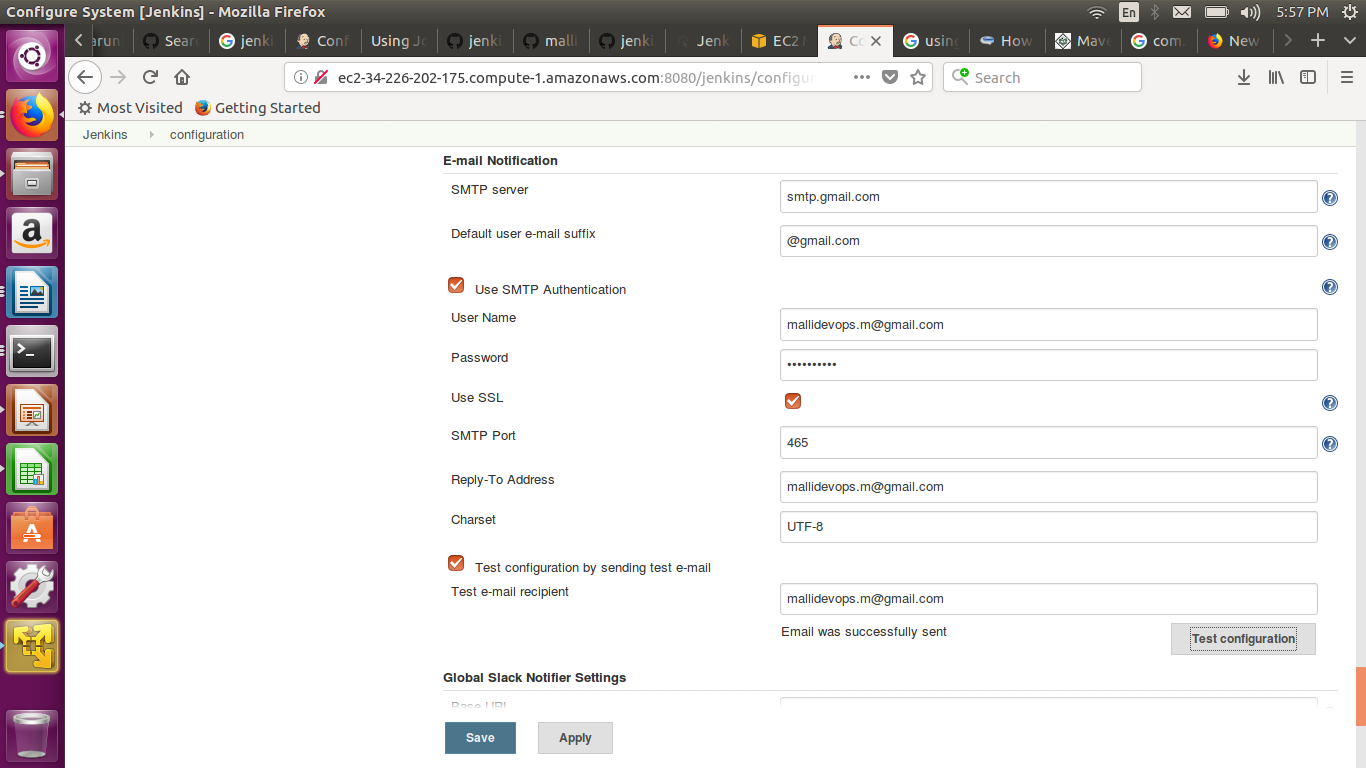 Configure System [Jenkins] - Mozilla Firefox
En
5:57 PM
arun
Sear
jenki
Conf
Using Jo
jenki
malli
jenki
Jenk
EC2 M
Co
using
How
Mave
com.
New
ec2-34-226-202-175.compute-1.amazonaws.com:8080/jenkins/configur
Search
Most Visited
Getting Started
Jenkins
configuration
E-mail Notification
SMTP server
smtp.gmail.com
Default user e-mail suffix
@gmail.com
Use SMTP Authentication
User Name
mallidevops.m@gmail.com
Password
••••••••••
Use SSL
SMTP Port
465
Reply-To Address
mallidevops.m@gmail.com
Charset
UTF-8
Test configuration by sending test e-mail
Test e-mail recipient
mallidevops.m@gmail.com
Email was successfully sent
Test configuration
Global Slack Notifier Settings
Base URL
Save
Apply